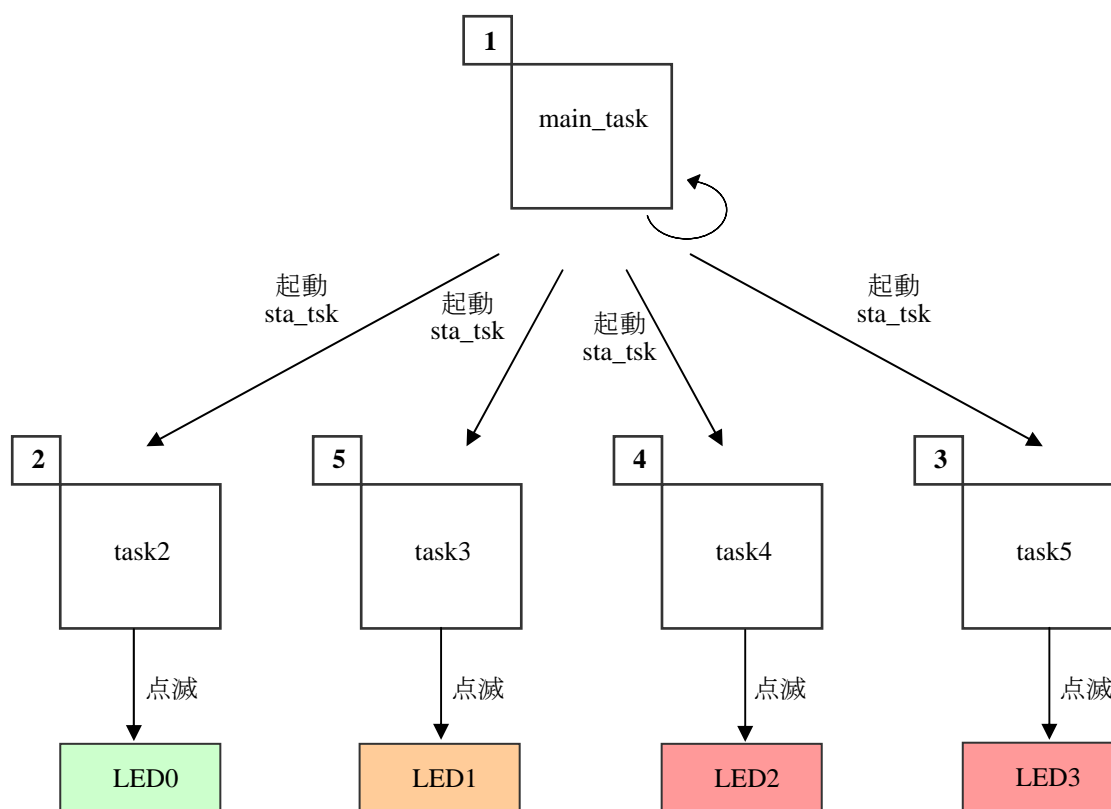 1
main_task
起動
sta_tsk
起動
sta_tsk
起動
sta_tsk
起動
sta_tsk
2
5
4
3
task2
task3
task4
task5
点滅
点滅
点滅
点滅
LED0
LED1
LED2
LED3